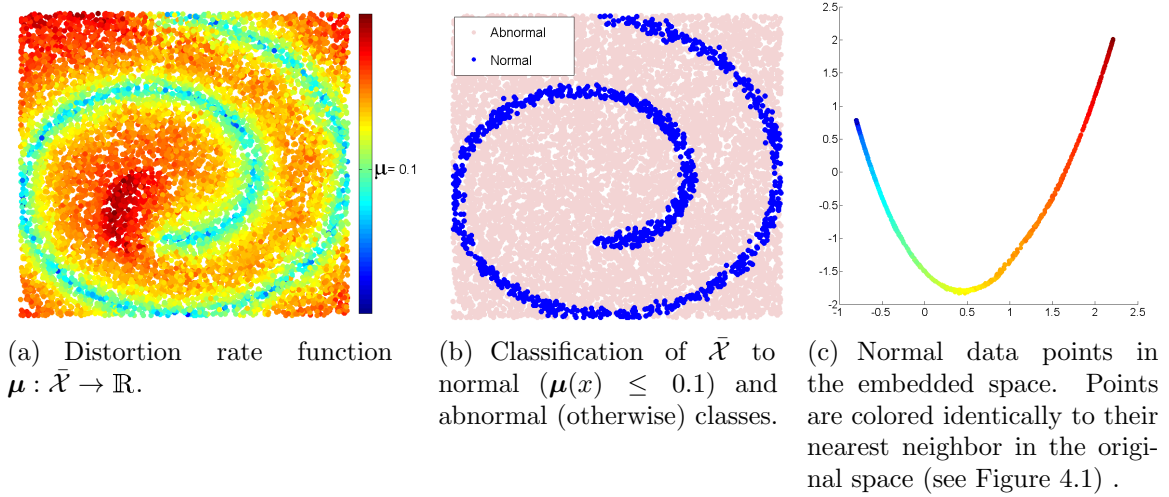 μ= 0.1
Abnormal
Normal
2.5
2
1.5
1
0.5
0
-0.5
-1
-1.5
-2
-1
-0.5
0
0.5
1
1.5
2
2.5
(a) Distortion rate function
μ : X̄ → ℝ.
(b) Classification of X̄ to
normal (μ(x) ≤ 0.1) and
abnormal (otherwise) classes.
(c) Normal data points in
the embedded space. Points
are colored identically to their
nearest neighbor in the origi-
nal space (see Figure 4.1) .